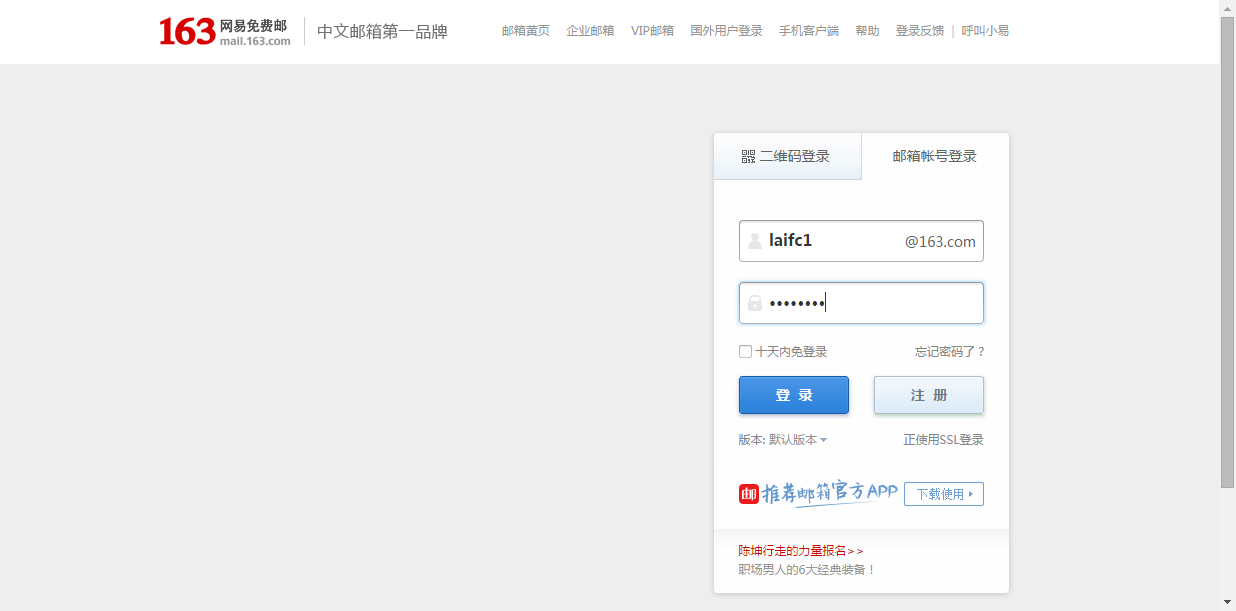 163 网易免费邮 mail.163.com 中文邮箱第一品牌
邮箱黄页 企业邮箱 VIP邮箱 国外用户登录 手机客户端 帮助 登录反馈 | 呼叫小易
二维码登录 邮箱帐号登录
laifc1 @163.com
••••••••
十天内免登录 忘记密码了？
登 录 注 册
版本: 默认版本 正使用SSL登录
邮 推荐邮箱官方APP 下载使用
陈坤行走的力量报名>>
职场男人的6大经典装备！